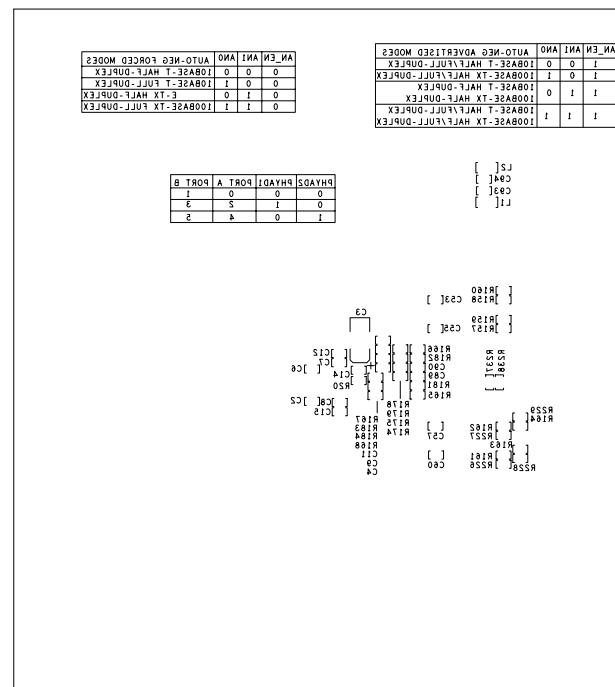 AN_EN AN1 AN0 AUTO-NEG ADVERTISED MODES
1 0 0 10BASE-T HALF/FULL-DUPLEX
1 0 1 100BASE-TX HALF/FULL-DUPLEX
1 1 0 10BASE-T HALF-DUPLEX
100BASE-TX HALF-DUPLEX
1 1 1 10BASE-T HALF/FULL-DUPLEX
100BASE-TX HALF/FULL-DUPLEX
AN_EN AN1 AN0 AUTO-NEG FORCED MODES
0 0 0 10BASE-T HALF-DUPLEX
0 0 1 10BASE-T FULL-DUPLEX
0 1 0 E-TX HALF-DUPLEX
0 1 1 100BASE-TX FULL-DUPLEX
L2
C94
C93
L1
PHYAD2 PHYAD1 PORT A PORT B
0 0 0 1
0 1 2 3
1 0 4 5
R160
R158
C53
R159
R157
C55
C3
R166
R182
C90
C89
R181
R165
R238
R237
C12
C7
C6
C14
R20
C8
C15
C2
R178
R179
R175
R174
R167
R183
R184
R168
C11
C9
C4
C57
C60
R229
R164
R162
R227
R163
R161
R226
R228